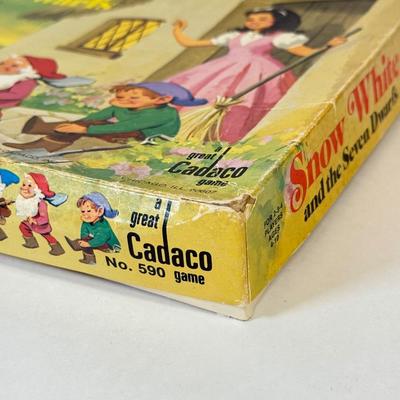 a
great
Cadaco
game
a
great
Cadaco
No. 590 game
Snow White
and the Seven Dwarfs